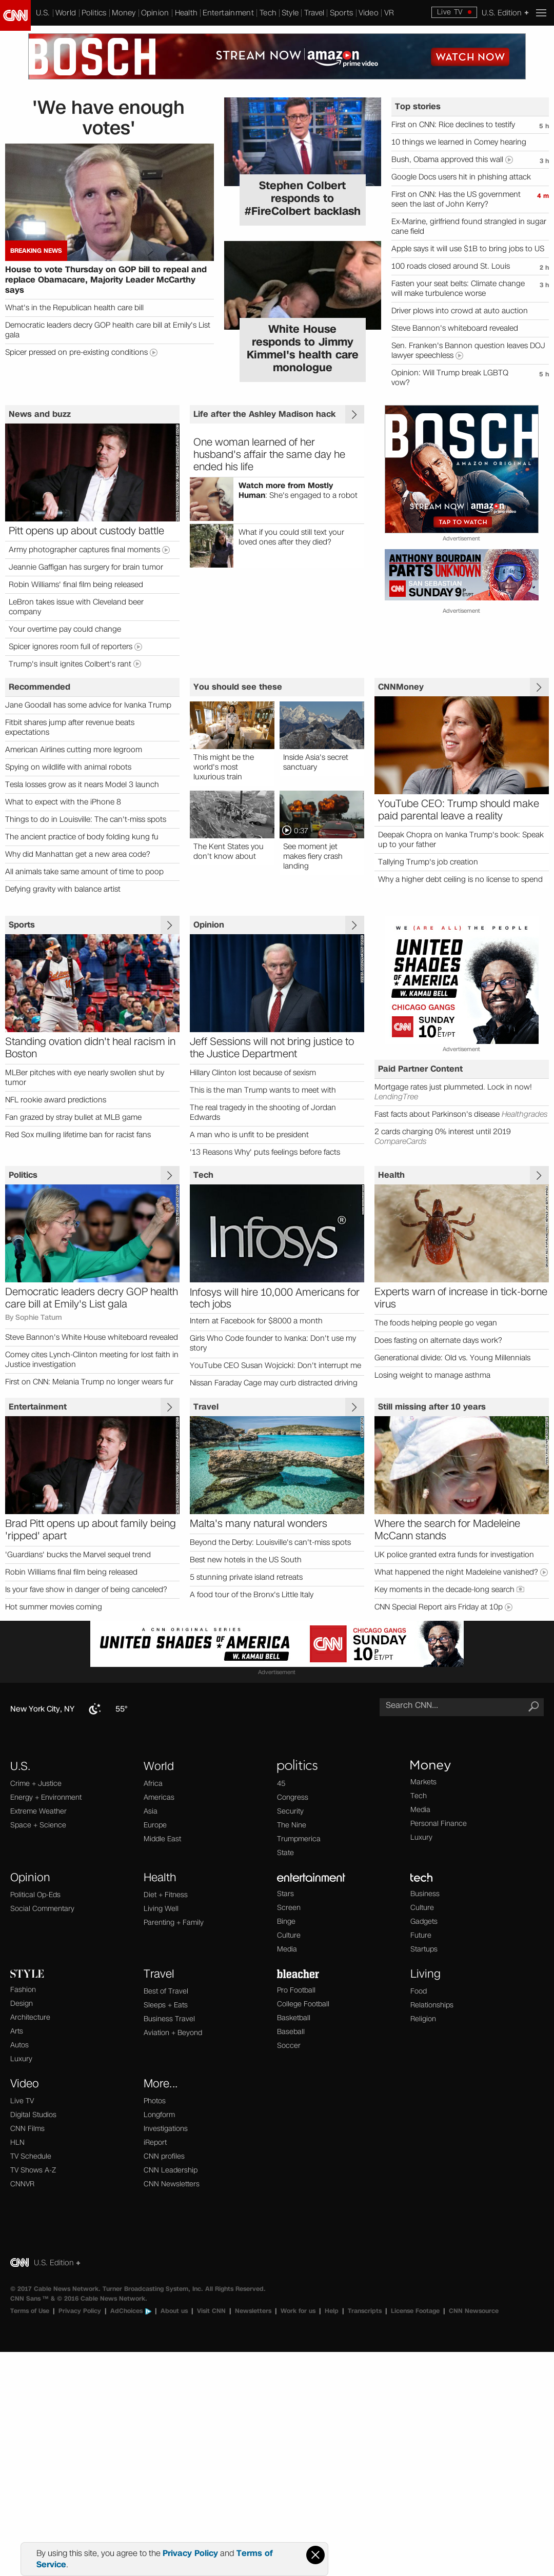 CNN U.S. World Politics Money Opinion Health Entertainment Tech Style Travel Sports Video VR Live TV U.S. Edition +
BOSCH STREAM NOW amazon prime video WATCH NOW
'We have enough
votes'
BREAKING NEWS
House to vote Thursday on GOP bill to repeal and
replace Obamacare, Majority Leader McCarthy
says
What's in the Republican health care bill
Democratic leaders decry GOP health care bill at Emily's List
gala
Spicer pressed on pre-existing conditions
Stephen Colbert
responds to
#FireColbert backlash
White House
responds to Jimmy
Kimmel's health care
monologue
Top stories
First on CNN: Rice declines to testify 5 h
10 things we learned in Comey hearing
Bush, Obama approved this wall 3 h
Google Docs users hit in phishing attack
First on CNN: Has the US government 4 m
seen the last of John Kerry?
Ex-Marine, girlfriend found strangled in sugar
cane field
Apple says it will use $1B to bring jobs to US
100 roads closed around St. Louis 2 h
Fasten your seat belts: Climate change 3 h
will make turbulence worse
Driver plows into crowd at auto auction
Steve Bannon's whiteboard revealed
Sen. Franken's Bannon question leaves DOJ
lawyer speechless
Opinion: Will Trump break LGBTQ 5 h
vow?
News and buzz
Pitt opens up about custody battle
Army photographer captures final moments
Jeannie Gaffigan has surgery for brain tumor
Robin Williams' final film being released
LeBron takes issue with Cleveland beer
company
Your overtime pay could change
Spicer ignores room full of reporters
Trump's insult ignites Colbert's rant
Life after the Ashley Madison hack
One woman learned of her
husband's affair the same day he
ended his life
Watch more from Mostly
Human: She's engaged to a robot
What if you could still text your
loved ones after they died?
BOSCH
AMAZON ORIGINAL
STREAM NOW amazon prime video
TAP TO WATCH
Advertisement
ANTHONY BOURDAIN
PARTS UNKNOWN
CNN SAN SEBASTIAN
SUNDAY 9P ET/PT
Advertisement
Recommended
Jane Goodall has some advice for Ivanka Trump
Fitbit shares jump after revenue beats
expectations
American Airlines cutting more legroom
Spying on wildlife with animal robots
Tesla losses grow as it nears Model 3 launch
What to expect with the iPhone 8
Things to do in Louisville: The can't-miss spots
The ancient practice of body folding kung fu
Why did Manhattan get a new area code?
All animals take same amount of time to poop
Defying gravity with balance artist
You should see these
This might be the
world's most
luxurious train
Inside Asia's secret
sanctuary
The Kent States you
don't know about
0:37
See moment jet
makes fiery crash
landing
CNNMoney
YouTube CEO: Trump should make
paid parental leave a reality
Deepak Chopra on Ivanka Trump's book: Speak
up to your father
Tallying Trump's job creation
Why a higher debt ceiling is no license to spend
Sports
Standing ovation didn't heal racism in
Boston
MLBer pitches with eye nearly swollen shut by
tumor
NFL rookie award predictions
Fan grazed by stray bullet at MLB game
Red Sox mulling lifetime ban for racist fans
Opinion
Jeff Sessions will not bring justice to
the Justice Department
Hillary Clinton lost because of sexism
This is the man Trump wants to meet with
The real tragedy in the shooting of Jordan
Edwards
A man who is unfit to be president
'13 Reasons Why' puts feelings before facts
WE (ARE ALL) THE PEOPLE
UNITED
SHADES OF
AMERICA
W. KAMAU BELL
CHICAGO GANGS
CNN SUNDAY
10P ET/PT
Advertisement
Paid Partner Content
Mortgage rates just plummeted. Lock in now!
LendingTree
Fast facts about Parkinson's disease Healthgrades
2 cards charging 0% interest until 2019
CompareCards
Politics
Democratic leaders decry GOP health
care bill at Emily's List gala
By Sophie Tatum
Steve Bannon's White House whiteboard revealed
Comey cites Lynch-Clinton meeting for lost faith in
Justice investigation
First on CNN: Melania Trump no longer wears fur
Tech
Infosys®
Infosys will hire 10,000 Americans for
tech jobs
Intern at Facebook for $8000 a month
Girls Who Code founder to Ivanka: Don't use my
story
YouTube CEO Susan Wojcicki: Don't interrupt me
Nissan Faraday Cage may curb distracted driving
Health
Experts warn of increase in tick-borne
virus
The foods helping people go vegan
Does fasting on alternate days work?
Generational divide: Old vs. Young Millennials
Losing weight to manage asthma
Entertainment
Brad Pitt opens up about family being
'ripped' apart
'Guardians' bucks the Marvel sequel trend
Robin Williams final film being released
Is your fave show in danger of being canceled?
Hot summer movies coming
Travel
Malta's many natural wonders
Beyond the Derby: Louisville's can't-miss spots
Best new hotels in the US South
5 stunning private island retreats
A food tour of the Bronx's Little Italy
Still missing after 10 years
Where the search for Madeleine
McCann stands
UK police granted extra funds for investigation
What happened the night Madeleine vanished?
Key moments in the decade-long search
CNN Special Report airs Friday at 10p
A CNN ORIGINAL SERIES
UNITED SHADES OF AMERICA
W. KAMAU BELL
CNN CHICAGO GANGS
SUNDAY
10P ET/PT
Advertisement
New York City, NY 55°
Search CNN...
U.S.
Crime + Justice
Energy + Environment
Extreme Weather
Space + Science
World
Africa
Americas
Asia
Europe
Middle East
politics
45
Congress
Security
The Nine
Trumpmerica
State
Money
Markets
Tech
Media
Personal Finance
Luxury
Opinion
Political Op-Eds
Social Commentary
Health
Diet + Fitness
Living Well
Parenting + Family
entertainment
Stars
Screen
Binge
Culture
Media
tech
Business
Culture
Gadgets
Future
Startups
STYLE
Fashion
Design
Architecture
Arts
Autos
Luxury
Travel
Best of Travel
Sleeps + Eats
Business Travel
Aviation + Beyond
bleacher
Pro Football
College Football
Basketball
Baseball
Soccer
Living
Food
Relationships
Religion
Video
Live TV
Digital Studios
CNN Films
HLN
TV Schedule
TV Shows A-Z
CNNVR
More...
Photos
Longform
Investigations
iReport
CNN profiles
CNN Leadership
CNN Newsletters
CNN U.S. Edition +
© 2017 Cable News Network. Turner Broadcasting System, Inc. All Rights Reserved.
CNN Sans ™ & © 2016 Cable News Network.
Terms of Use | Privacy Policy | AdChoices | About us | Visit CNN | Newsletters | Work for us | Help | Transcripts | License Footage | CNN Newsource
By using this site, you agree to the Privacy Policy and Terms of
Service.